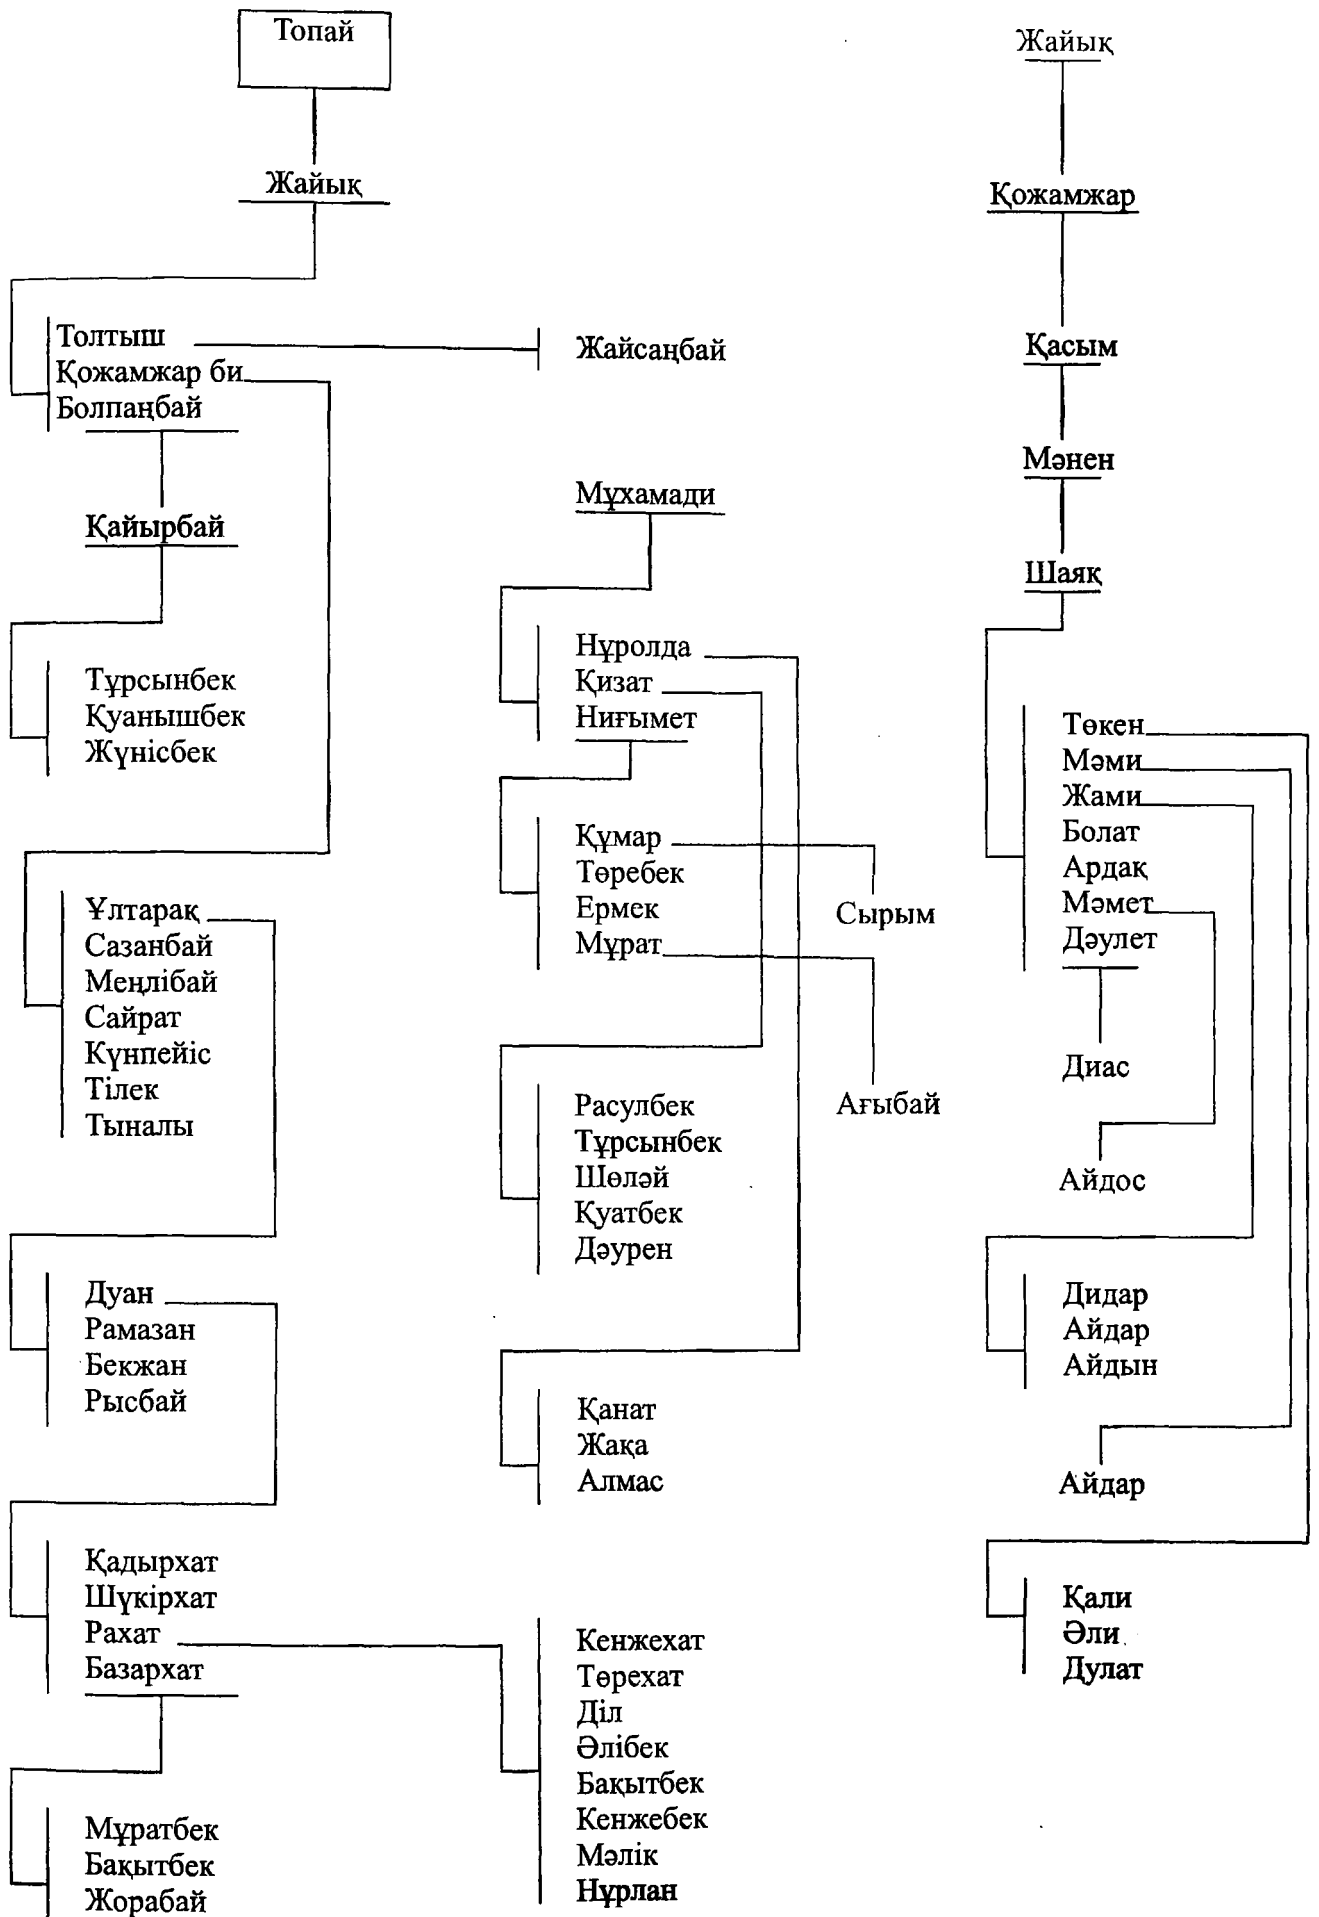 Топай
Жайық
Толтыш
Қожамжар би
Болпаңбай
Қайырбай
Тұрсынбек
Қуанышбек
Жүнісбек
Ұлтарақ
Сазанбай
Меңлібай
Сайрат
Күнпейіс
Тілек
Тыналы
Дуан
Рамазан
Бекжан
Рысбай
Қадырхат
Шүкірхат
Рахат
Базархат
Мұратбек
Бақытбек
Жорабай
Жайсаңбай
Мұхамади
Нұролда
Қизат
Ниғымет
Құмар
Төребек
Ермек
Мұрат
Сырым
Ағыбай
Расулбек
Тұрсынбек
Шөләй
Қуатбек
Дәурен
Қанат
Жақа
Алмас
Кенжехат
Төрехат
Діл
Әлібек
Бақытбек
Кенжебек
Мәлік
Нұрлан
Жайық
Қожамжар
Қасым
Мәнен
Шаяқ
Төкен
Мәми
Жами
Болат
Ардақ
Мәмет
Дәулет
Диас
Айдос
Дидар
Айдар
Айдын
Айдар
Қали
Әли
Дулат